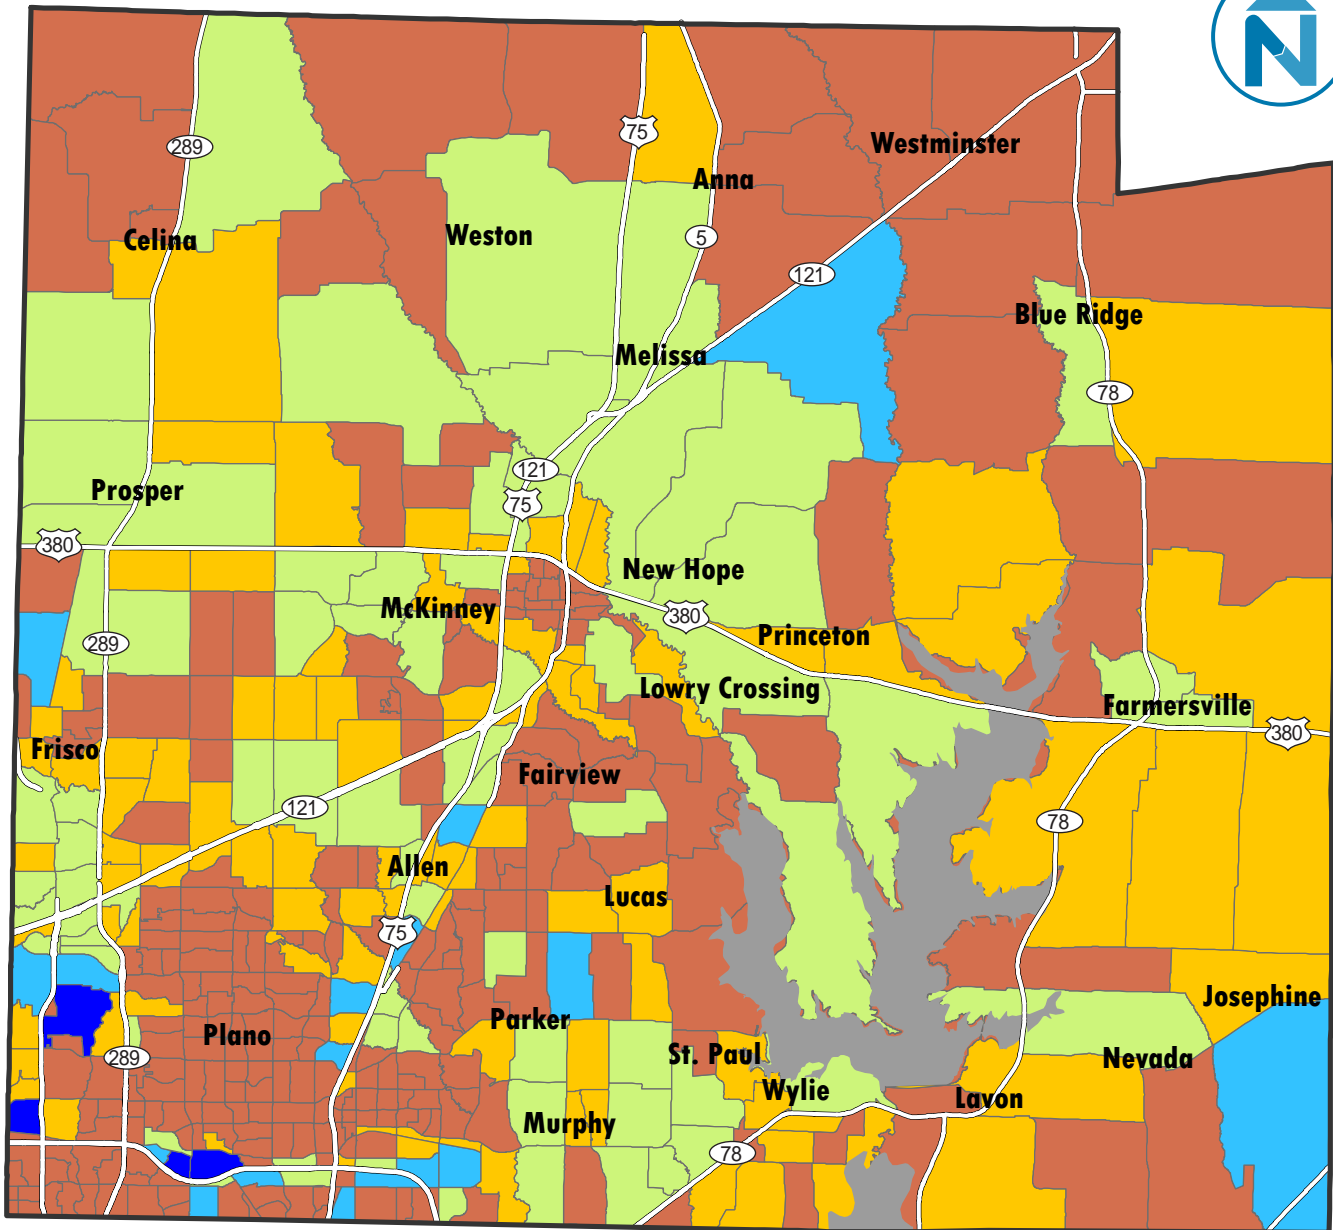 N
75
289
Westminster
Anna
Celina
Weston
5
121
Blue Ridge
Melissa
78
121
Prosper
75
380
New Hope
McKinney
380
289
Princeton
Lowry Crossing
Farmersville
380
Frisco
Fairview
121
78
Allen
Lucas
75
Josephine
Parker
Plano
St. Paul
289
Nevada
Wylie
Lavon
Murphy
78